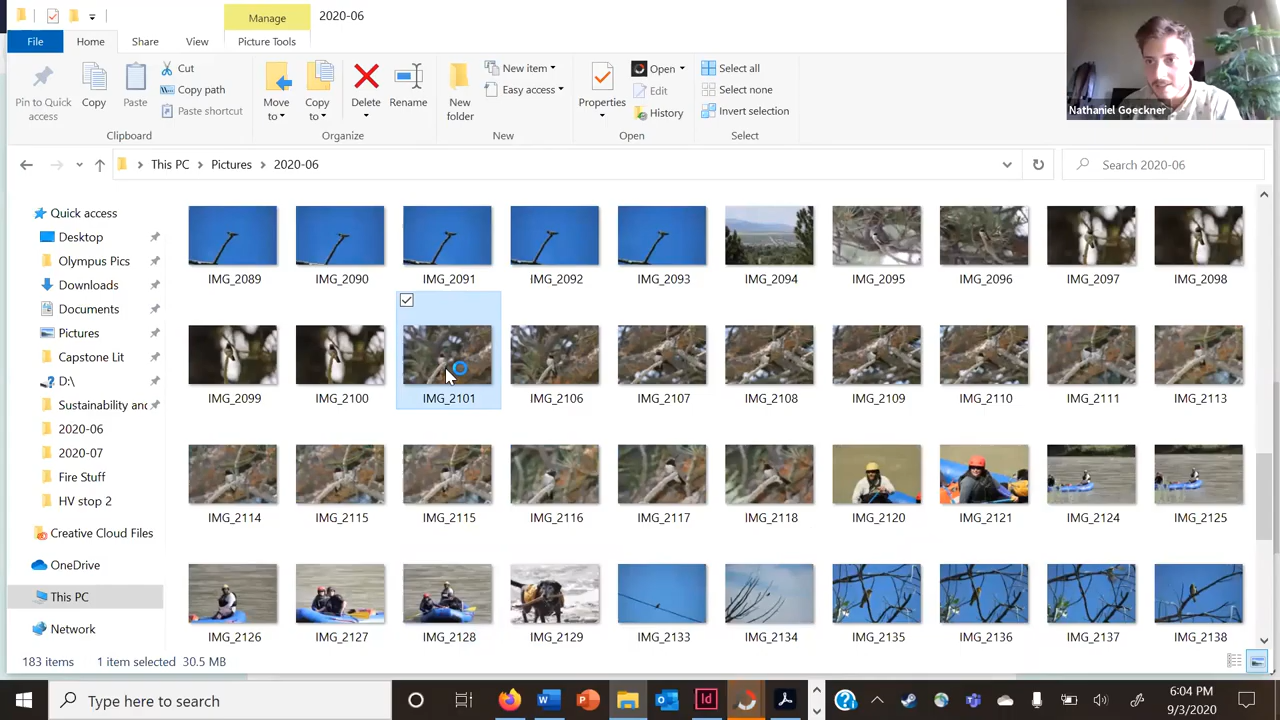 Manage
2020-06
File
Home
Share
View
Picture Tools
Pin to Quick access
Copy
Paste
Cut
Copy path
Paste shortcut
Clipboard
Move to
Copy to
Delete
Rename
Organize
New folder
New item
Easy access
New
Properties
Open
Edit
History
Open
Select all
Select none
Invert selection
Select
Nathaniel Goeckner
This PC
Pictures
2020-06
Search 2020-06
Quick access
Desktop
Olympus Pics
Downloads
Documents
Pictures
Capstone Lit
D:\
Sustainability and
2020-06
2020-07
Fire Stuff
HV stop 2
Creative Cloud Files
OneDrive
This PC
Network
IMG_2089 IMG_2090 IMG_2091 IMG_2092 IMG_2093 IMG_2094 IMG_2095 IMG_2096 IMG_2097 IMG_2098
IMG_2099 IMG_2100 IMG_2101 IMG_2106 IMG_2107 IMG_2108 IMG_2109 IMG_2110 IMG_2111 IMG_2113
IMG_2114 IMG_2115 IMG_2115 IMG_2116 IMG_2117 IMG_2118 IMG_2120 IMG_2121 IMG_2124 IMG_2125
IMG_2126 IMG_2127 IMG_2128 IMG_2129 IMG_2133 IMG_2134 IMG_2135 IMG_2136 IMG_2137 IMG_2138
183 items 1 item selected 30.5 MB
Type here to search
6:04 PM
9/3/2020